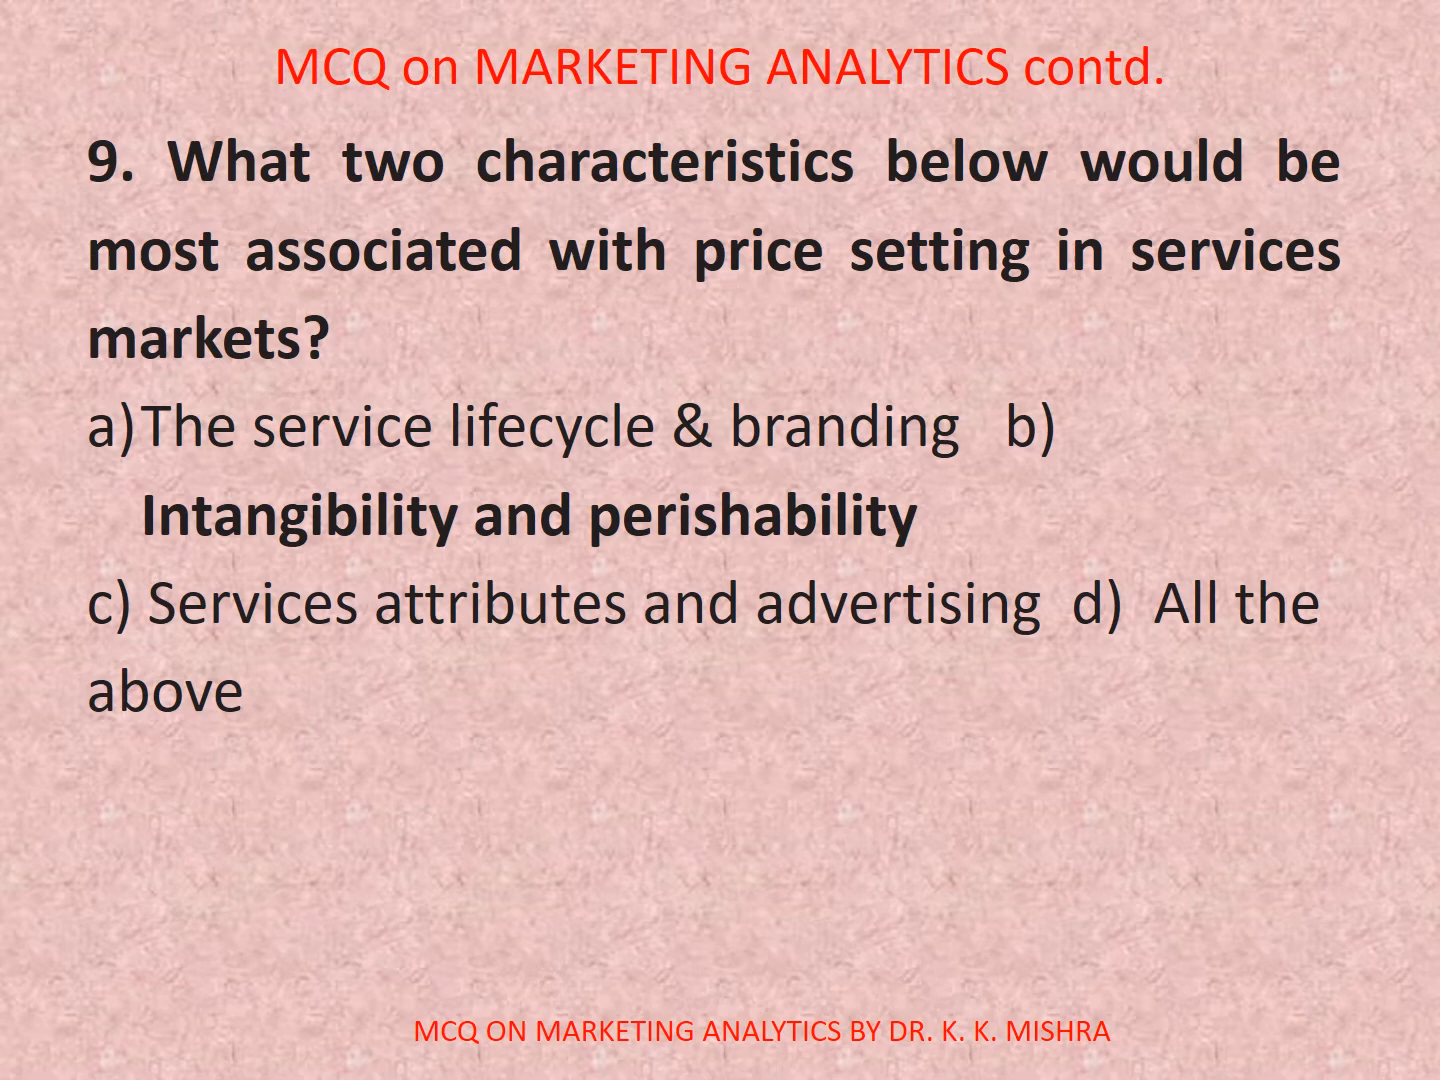 MCQ on MARKETING ANALYTICS contd.
9. What two characteristics below would be
most associated with price setting in services
markets?
a)The service lifecycle & branding b)
Intangibility and perishability
c) Services attributes and advertising d) All the
above
MCQ ON MARKETING ANALYTICS BY DR. K. K. MISHRA